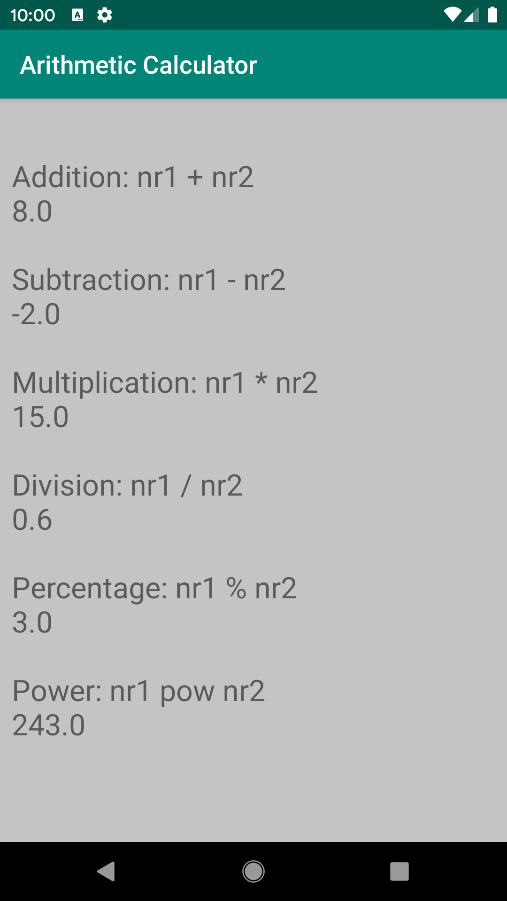 10:00
Arithmetic Calculator
Addition: nr1 + nr2
8.0
Subtraction: nr1 - nr2
-2.0
Multiplication: nr1 * nr2
15.0
Division: nr1 / nr2
0.6
Percentage: nr1 % nr2
3.0
Power: nr1 pow nr2
243.0